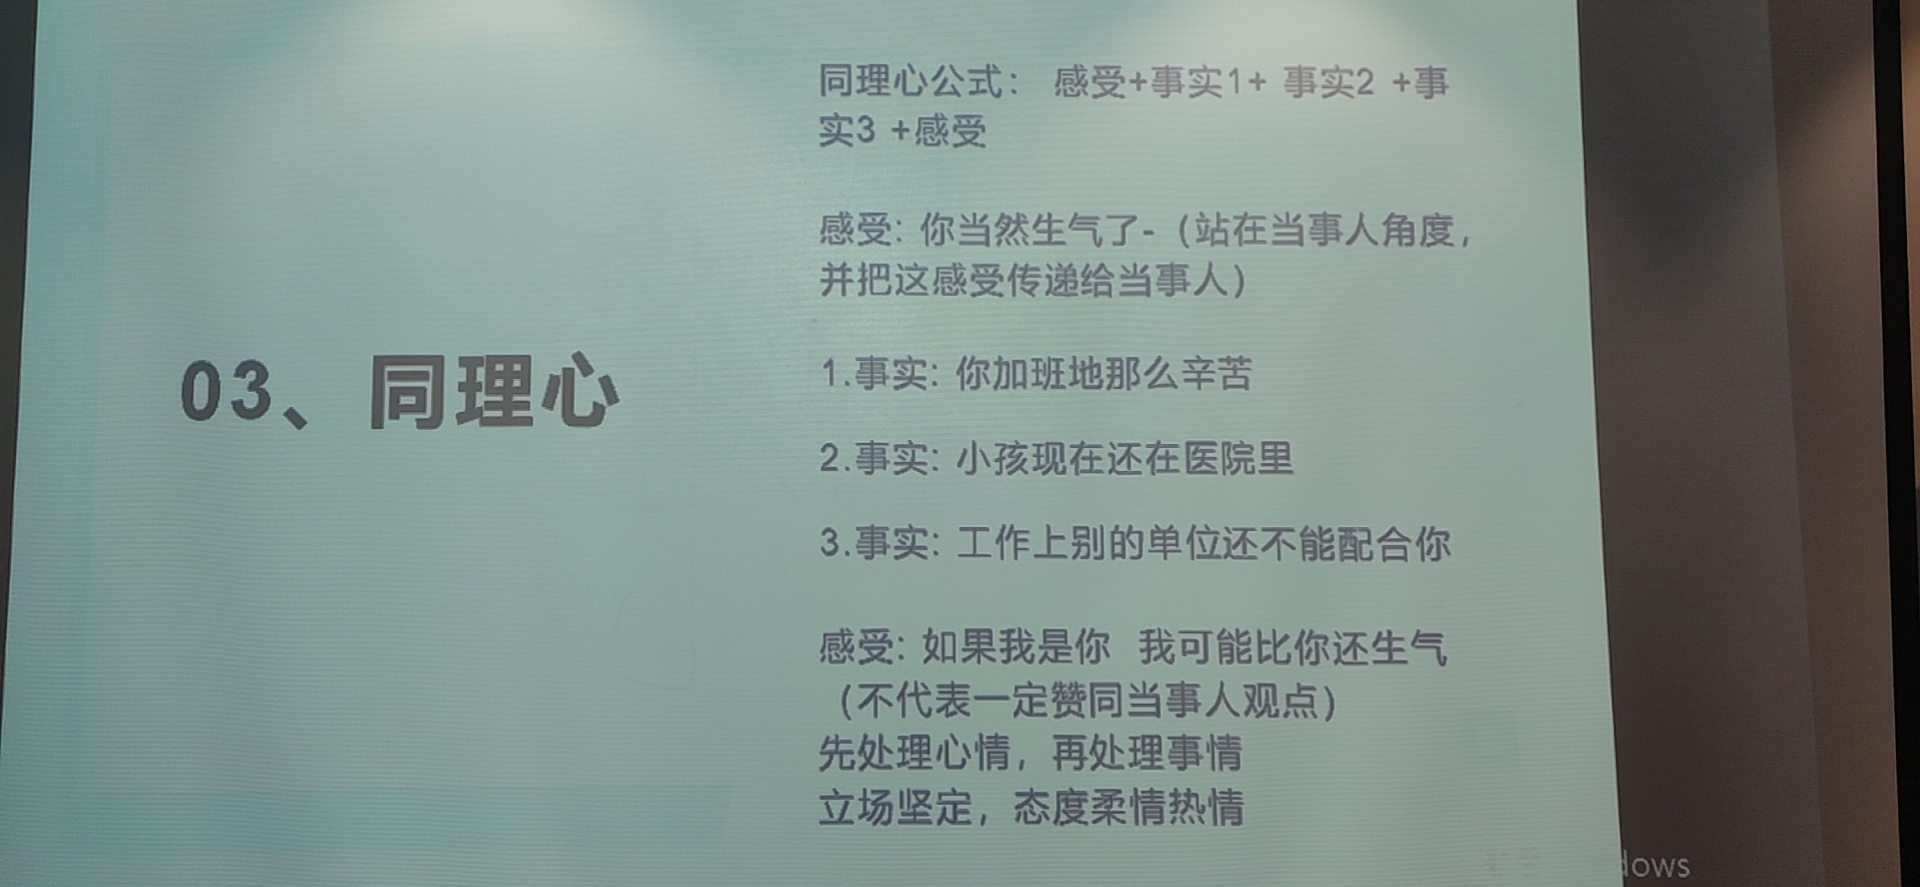 03、同理心
同理心公式： 感受+事实1+ 事实2 +事
实3 +感受
感受: 你当然生气了-（站在当事人角度，
并把这感受传递给当事人）
1.事实: 你加班地那么辛苦
2.事实: 小孩现在还在医院里
3.事实: 工作上别的单位还不能配合你
感受: 如果我是你 我可能比你还生气
（不代表一定赞同当事人观点）
先处理心情，再处理事情
立场坚定，态度柔情热情
dows